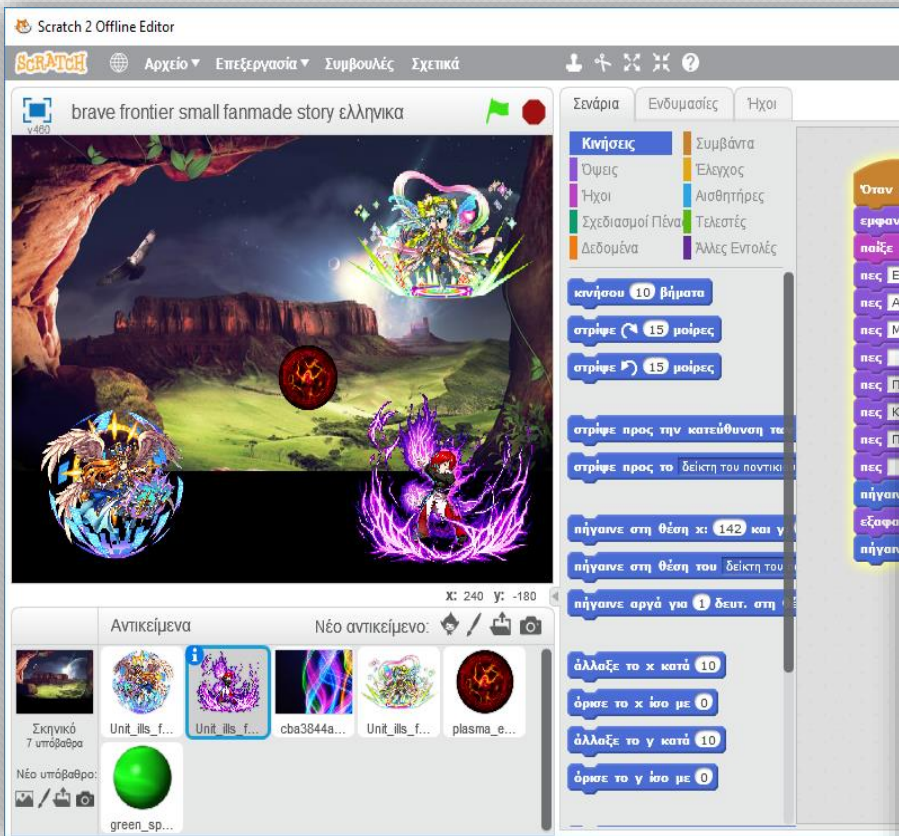 Scratch 2 Offline Editor
SCRATCH Αρχείο Επεξεργασία Συμβουλές Σχετικά
v460
brave frontier small fanmade story ελληνικα
X: 240 y: -180
Αντικείμενα Νέο αντικείμενο:
Σκηνικό
7 υπόβαθρα
Νέο υπόβαθρο:
Unit_ills_f... Unit_ills_f... cba3844a... Unit_ills_f... plasma_e...
green_sp...
Σενάρια Ενδυμασίες Ήχοι
Κινήσεις Συμβάντα
Όψεις Έλεγχος
Ήχοι Αισθητήρες
Σχεδιασμοί Πένας Τελεστές
Δεδομένα Άλλες Εντολές
κινήσου 10 βήματα
στρίψε 15 μοίρες
στρίψε 15 μοίρες
στρίψε προς την κατεύθυνση
στρίψε προς το δείκτη του
πήγαινε στη θέση x: 142 και y
πήγαινε στη θέση του δείκτη του
πήγαινε αργά για 1 δευτ. στη
άλλαξε το x κατά 10
όρισε το x ίσο με 0
άλλαξε το y κατά 10
όρισε το y ίσο με 0
Όταν
εμφαν
παίξε
πες Ε
πες Α
πες Μ
πες
πες Π
πες Κ
πες Π
πες
πήγαιν
εξαφα
πήγαιν